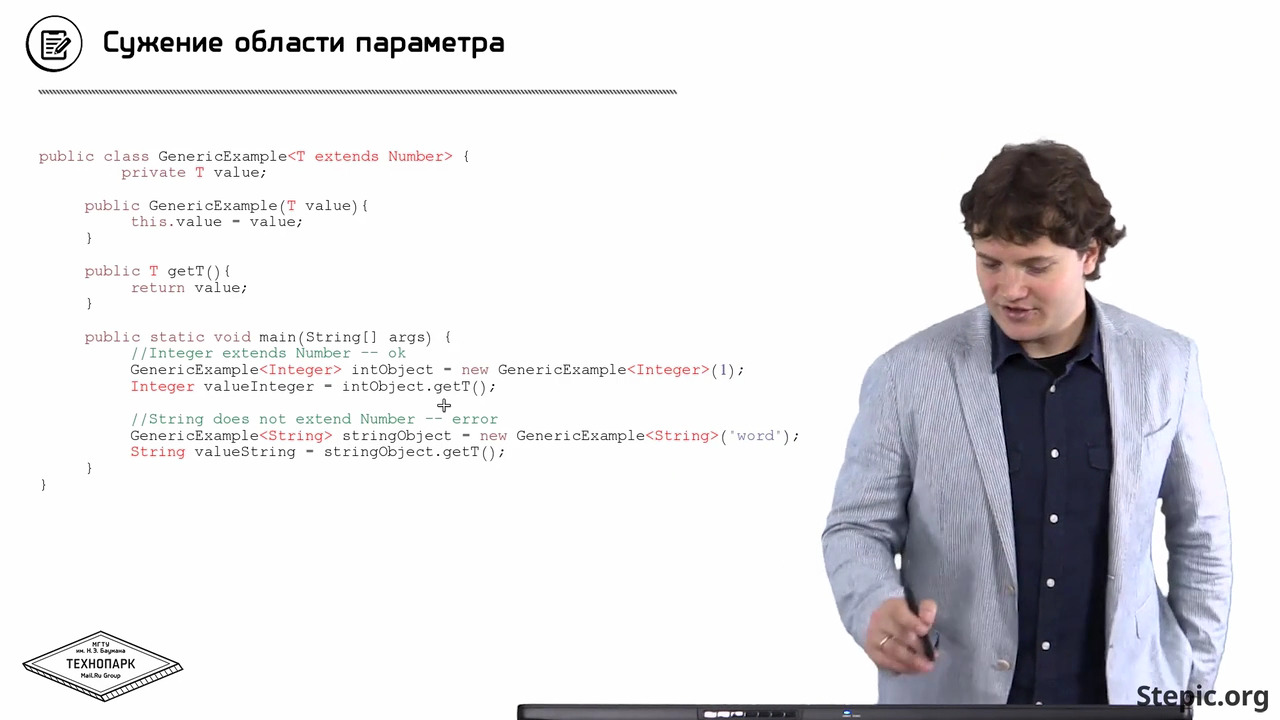 Сужение области параметра
public class GenericExample<T extends Number> {
private T value;
public GenericExample(T value){
this.value = value;
}
public T getT(){
return value;
}
public static void main(String[] args) {
//Integer extends Number -- ok
GenericExample<Integer> intObject = new GenericExample<Integer>(1);
Integer valueInteger = intObject.getT();
//String does not extend Number -- error
GenericExample<String> stringObject = new GenericExample<String>("word");
String valueString = stringObject.getT();
}
}
МГТУ
им. Н.Э. Баумана
ТЕХНОПАРК
Mail.Ru Group
Stepic.org